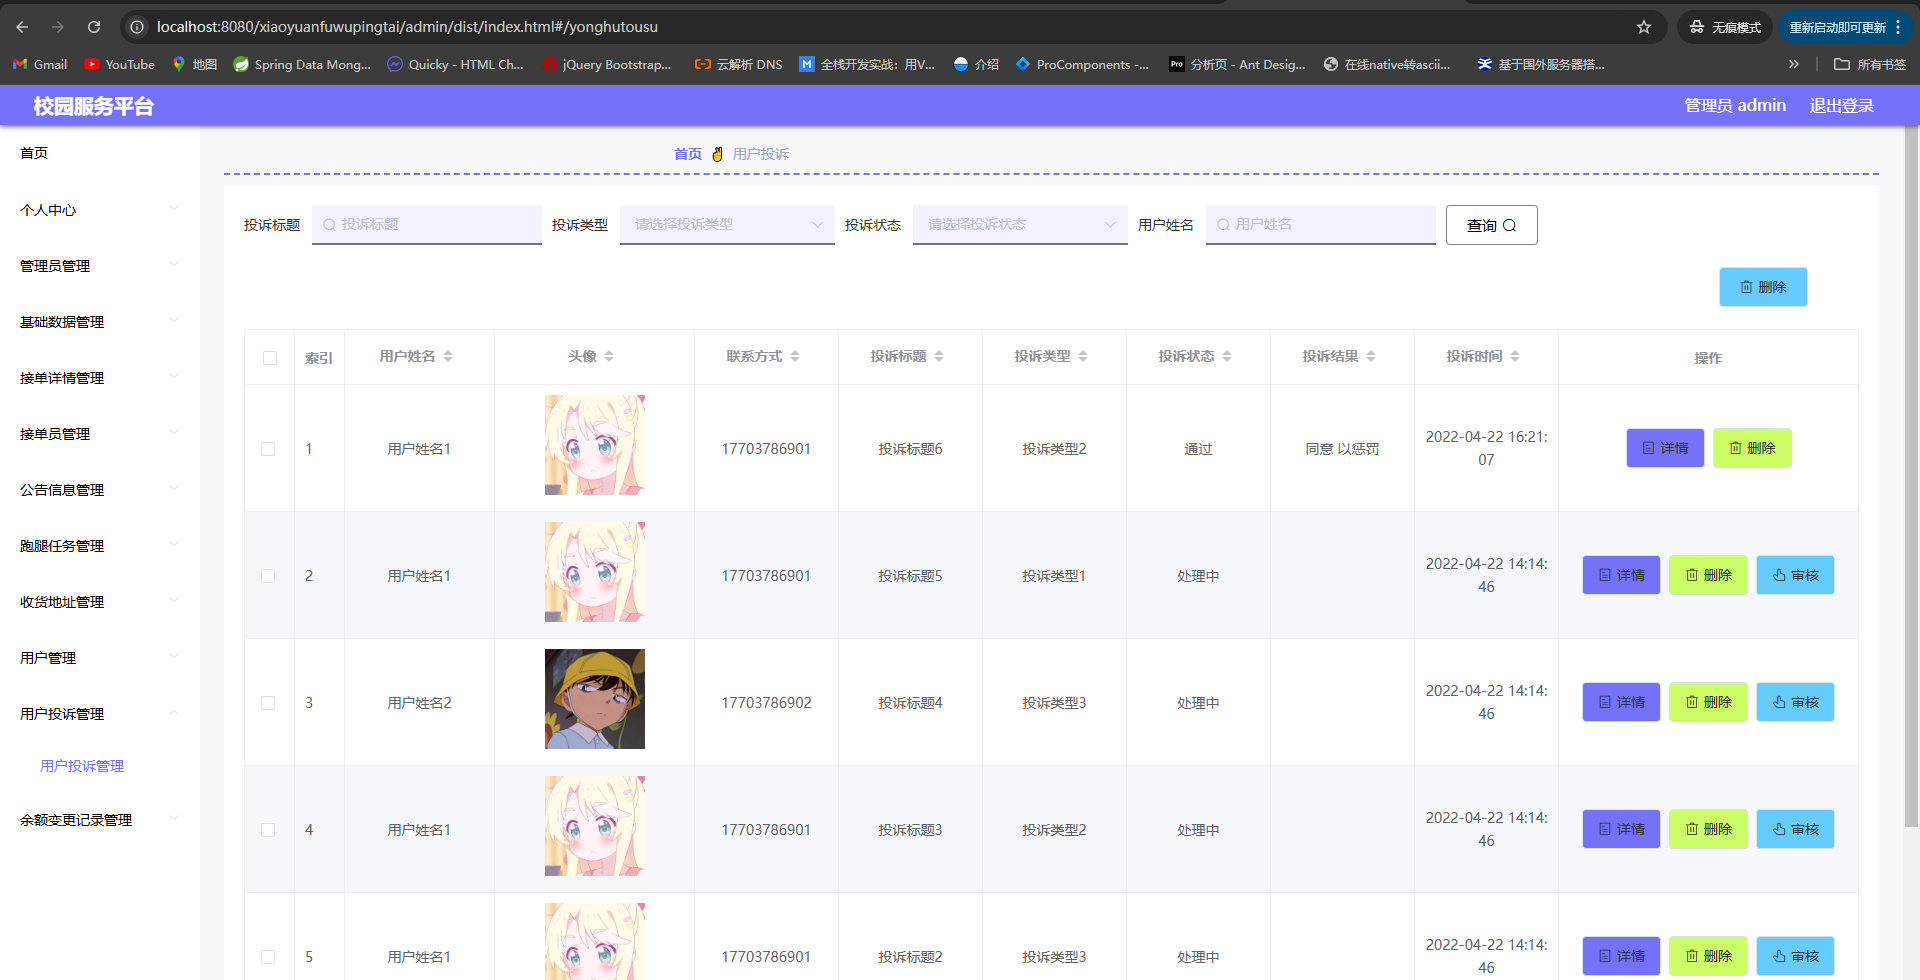 localhost:8080/xiaoyuanfuwupingtai/admin/dist/index.html#/yonghutousu
无痕模式
重新启动即可更新
Gmail
YouTube
地图
Spring Data Mong...
Quicky - HTML Ch...
jQuery Bootstrap...
云解析 DNS
全栈开发实战：用V...
介绍
ProComponents -...
Pro
分析页 - Ant Desig...
在线native转ascii...
基于国外服务器搭...
所有书签
校园服务平台
管理员 admin
退出登录
首页
个人中心
管理员管理
基础数据管理
接单详情管理
接单员管理
公告信息管理
跑腿任务管理
收货地址管理
用户管理
用户投诉管理
用户投诉管理
余额变更记录管理
首页
用户投诉
投诉标题
投诉标题
投诉类型
请选择投诉类型
投诉状态
请选择投诉状态
用户姓名
用户姓名
查询
删除
索引 用户姓名 头像 联系方式 投诉标题 投诉类型 投诉状态 投诉结果 投诉时间 操作
1 用户姓名1 17703786901 投诉标题6 投诉类型2 通过 同意 以惩罚 2022-04-22 16:21:
07
详情 删除
2 用户姓名1 17703786901 投诉标题5 投诉类型1 处理中 2022-04-22 14:14:
46
详情 删除 审核
3 用户姓名2 17703786902 投诉标题4 投诉类型3 处理中 2022-04-22 14:14:
46
详情 删除 审核
4 用户姓名1 17703786901 投诉标题3 投诉类型2 处理中 2022-04-22 14:14:
46
详情 删除 审核
5 用户姓名1 17703786901 投诉标题2 投诉类型3 处理中 2022-04-22 14:14:
46
详情 删除 审核